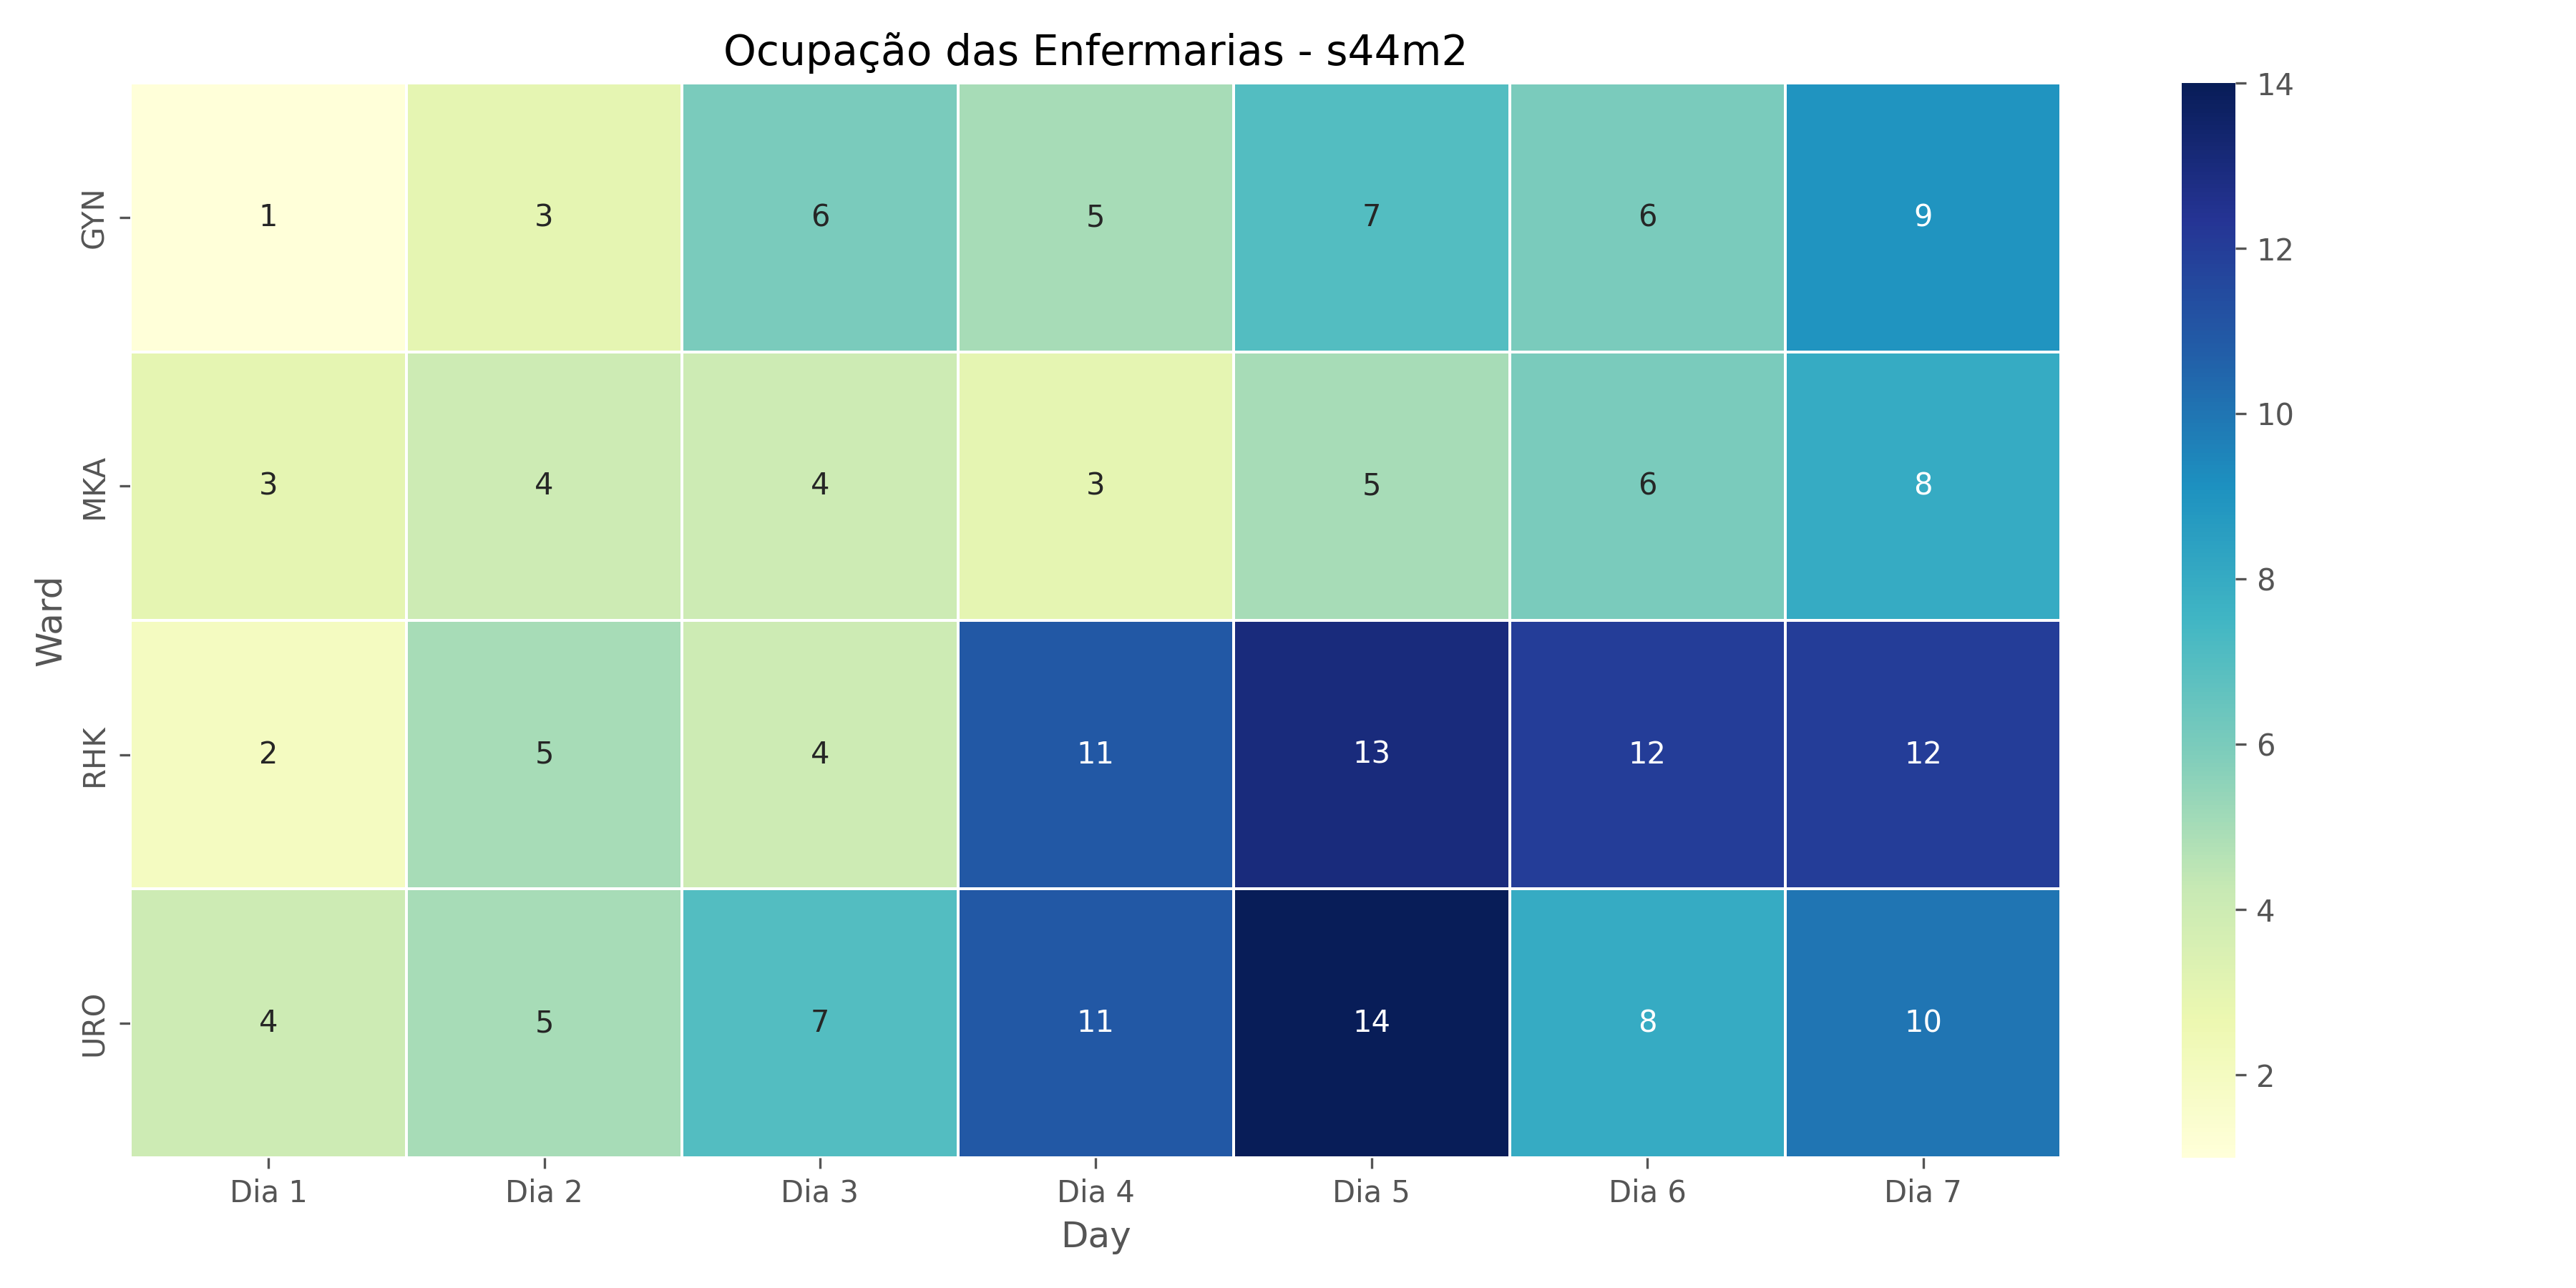 Ocupação das Enfermarias - s44m2
Ward
GYN 1 3 6 5 7 6 9
MKA 3 4 4 3 5 6 8
RHK 2 5 4 11 13 12 12
URO 4 5 7 11 14 8 10
Dia 1 Dia 2 Dia 3 Dia 4 Dia 5 Dia 6 Dia 7
Day
14
12
10
8
6
4
2